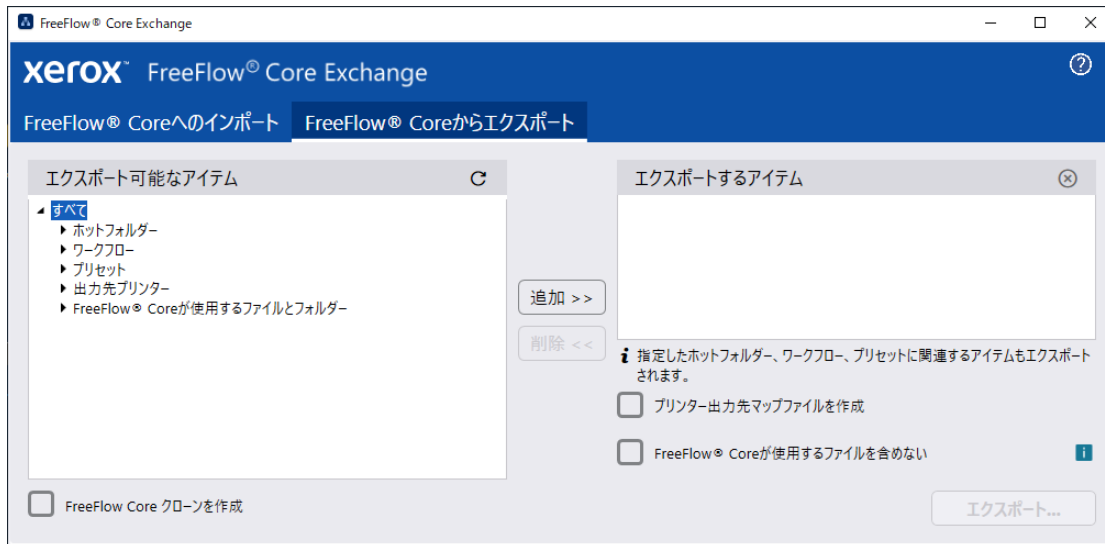 FreeFlow® Core Exchange
xerox™ FreeFlow® Core Exchange
FreeFlow® Coreへのインポート FreeFlow® Coreからエクスポート
エクスポート可能なアイテム
すべて
ホットフォルダー
ワークフロー
プリセット
出力先プリンター
FreeFlow® Coreが使用するファイルとフォルダー
FreeFlow Core クローンを作成
追加 >>
削除 <<
エクスポートするアイテム
指定したホットフォルダー、ワークフロー、プリセットに関連するアイテムもエクスポート
されます。
プリンター出力先マップファイルを作成
FreeFlow® Coreが使用するファイルを含めない
エクスポート...